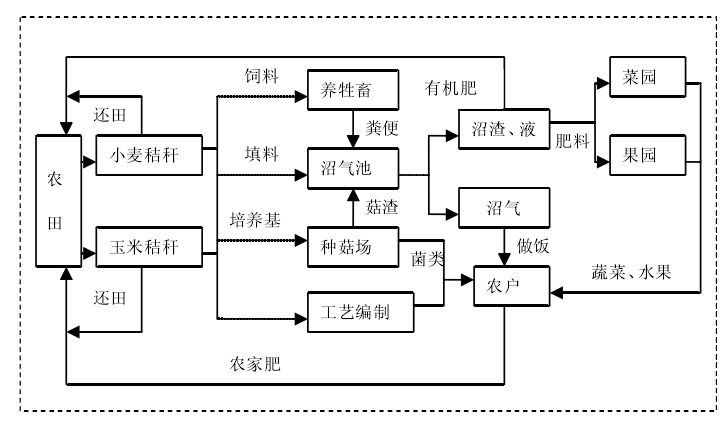 饲料
养牲畜
有机肥
菜园
还田
粪便
沼渣、液
肥料
小麦秸秆
填料
沼气池
果园
农
田
培养基
菇渣
沼气
玉米秸秆
种菇场
菌类
做饭
还田
农户
蔬菜、水果
工艺编制
农家肥